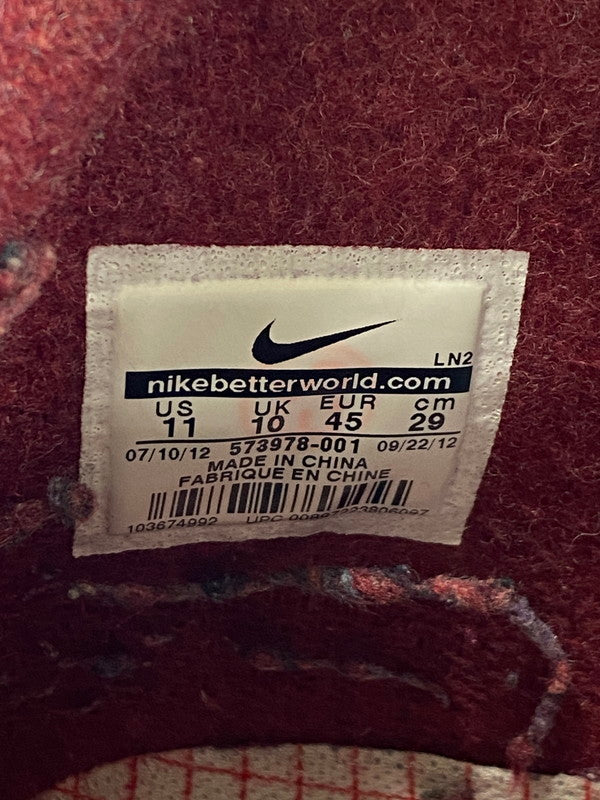 LN2
nikebetterworld.com
US UK EUR cm
11 10 45 29
07/10/12 573978-001 09/22/12
MADE IN CHINA
FABRIQUE EN CHINE
103674992 UPC